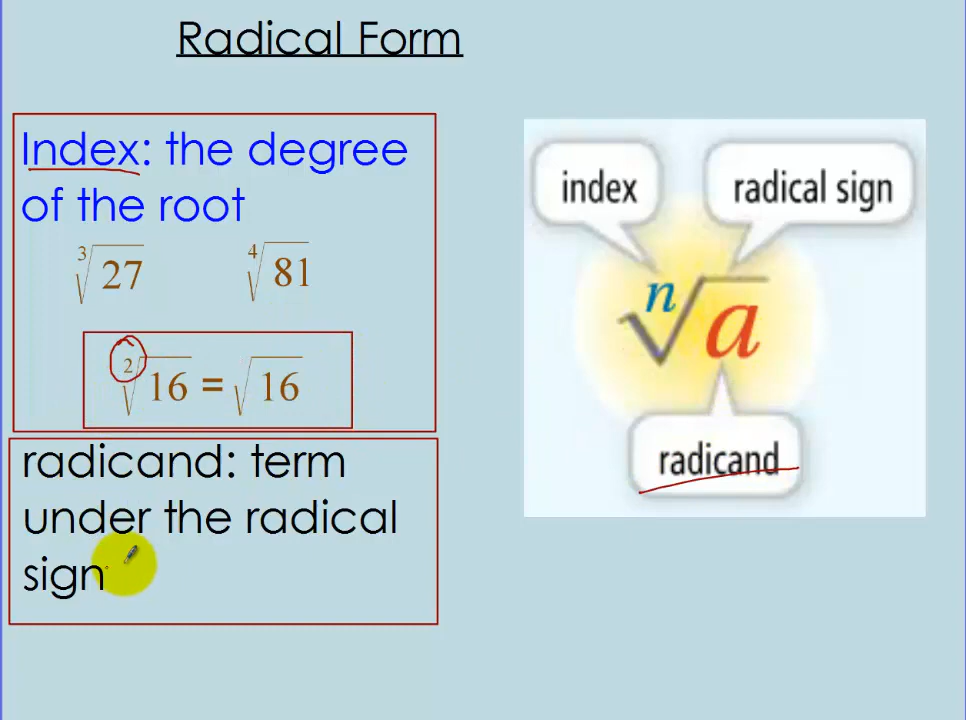 Radical Form
Index: the degree
of the root
∛27 ∜81
²√16 = √16
radicand: term
under the radical
sign
index radical sign
ⁿ√a
radicand